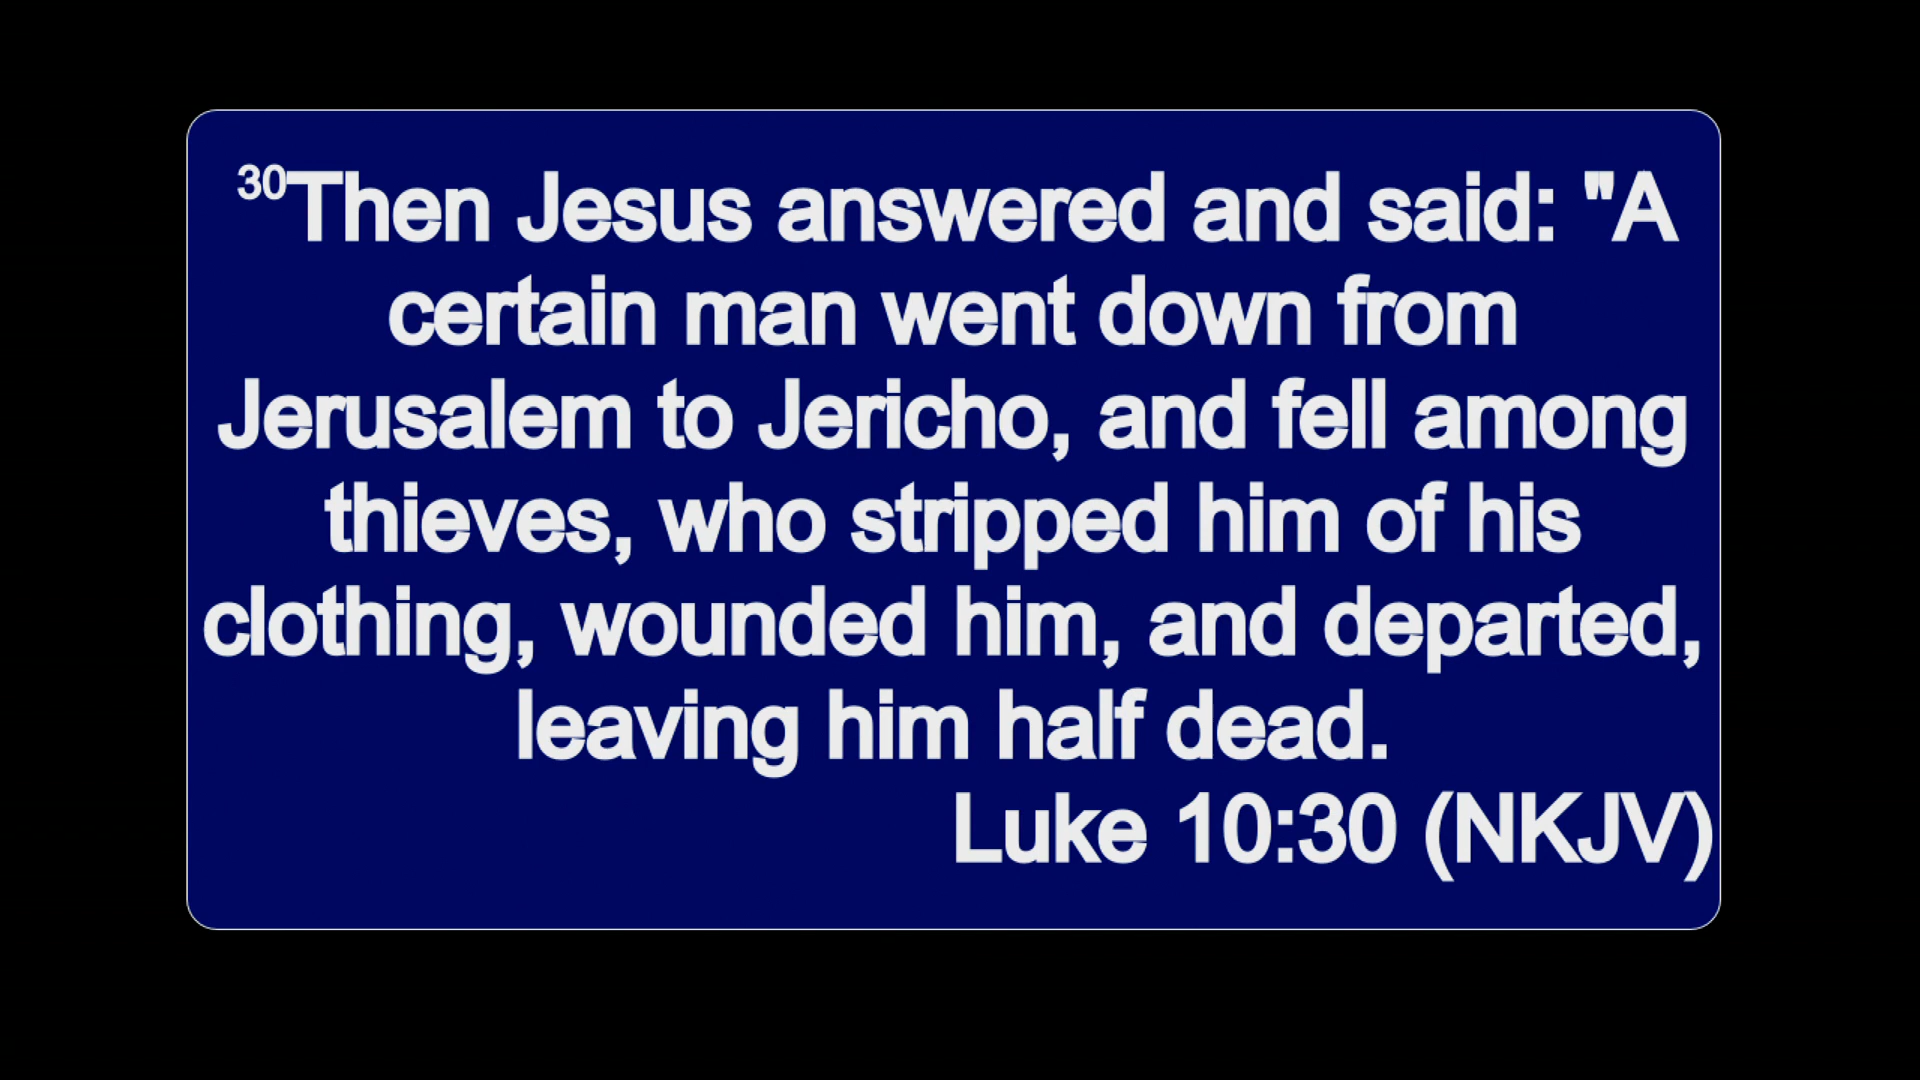 30Then Jesus answered and said: "A
certain man went down from
Jerusalem to Jericho, and fell among
thieves, who stripped him of his
clothing, wounded him, and departed,
leaving him half dead.
Luke 10:30 (NKJV)